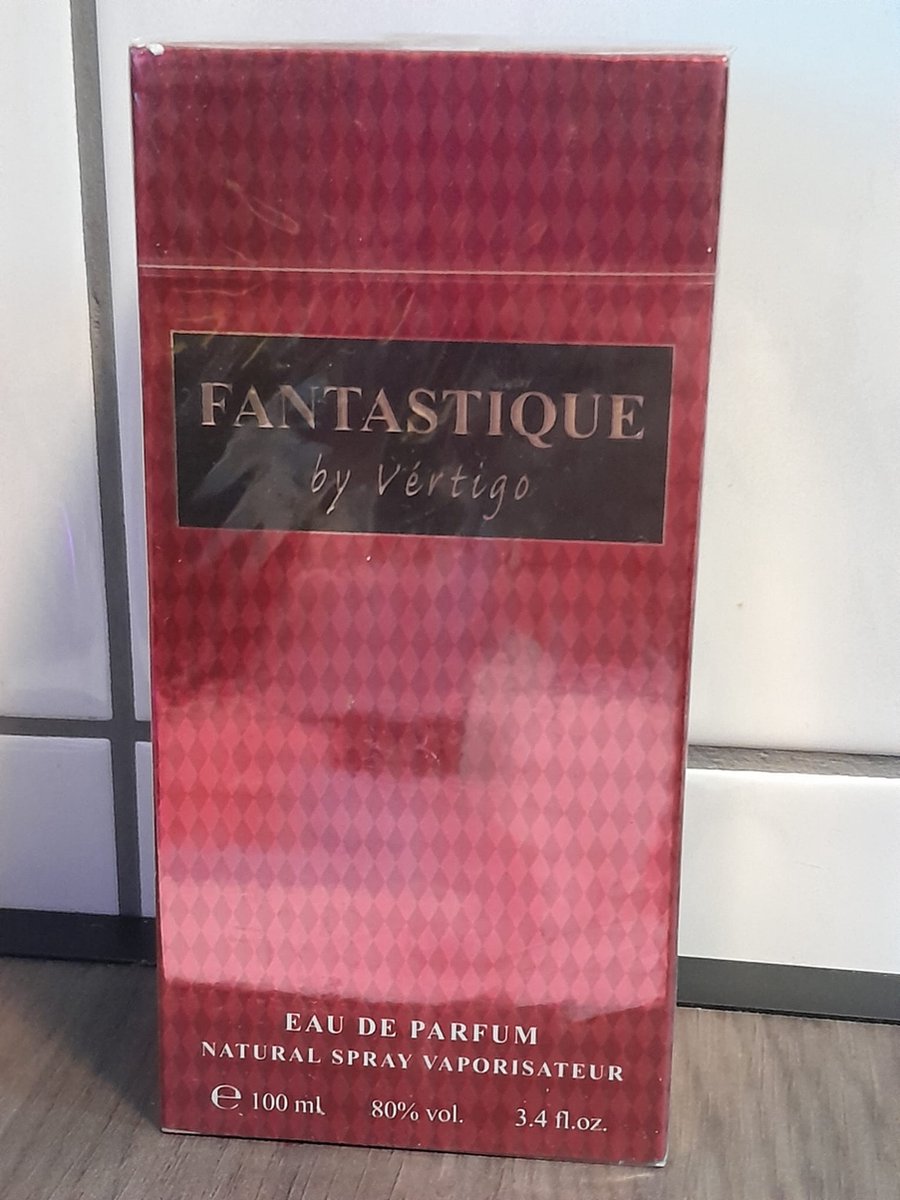 FANTASTIQUE
by Vértigo
EAU DE PARFUM
NATURAL SPRAY VAPORISATEUR
℮ 100 ml 80% vol. 3.4 fl.oz.